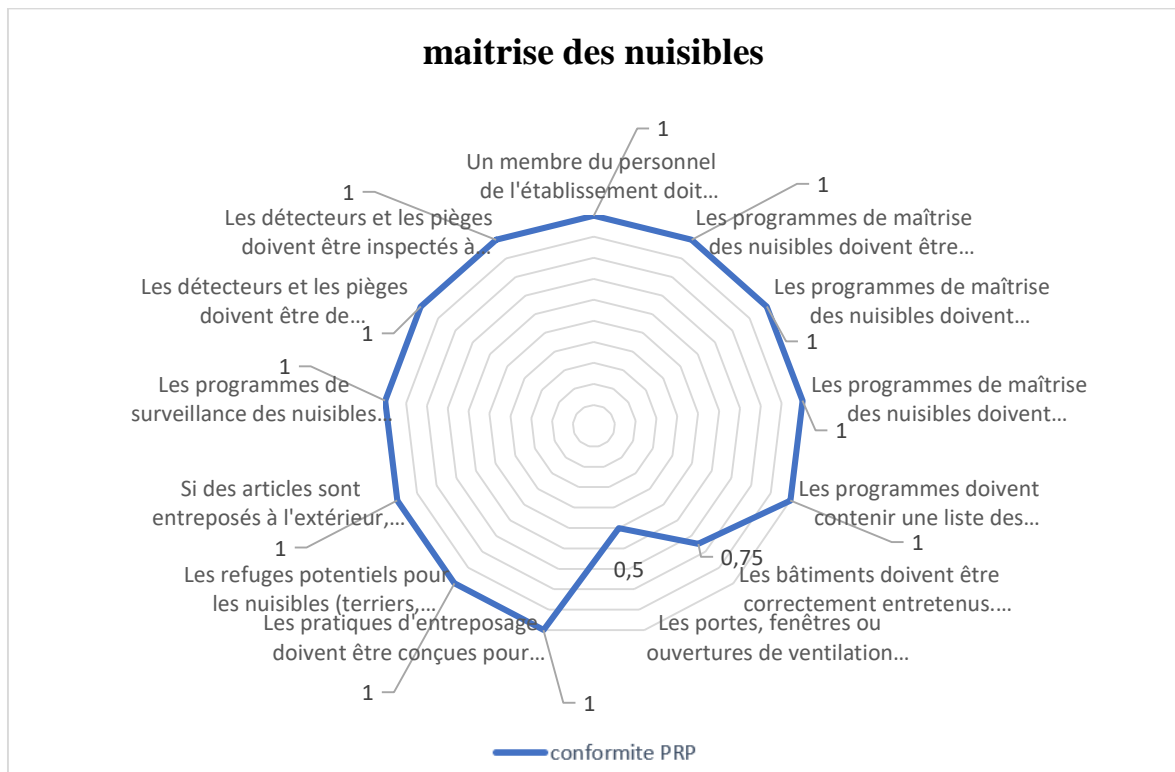 maitrise des nuisibles
1
Un membre du personnel
de l'établissement doit...
1
Les programmes de maîtrise
des nuisibles doivent être...
1
Les programmes de maîtrise
des nuisibles doivent...
1
Les programmes de maîtrise
des nuisibles doivent...
1
Les programmes doivent
contenir une liste des...
0,75
Les bâtiments doivent être
correctement entretenus....
0,5
Les portes, fenêtres ou
ouvertures de ventilation...
1
Les pratiques d'entreposage
doivent être conçues pour...
1
Les refuges potentiels pour
les nuisibles (terriers,...
1
Si des articles sont
entreposés à l'extérieur,...
1
Les programmes de
surveillance des nuisibles...
1
Les détecteurs et les pièges
doivent être de...
1
Les détecteurs et les pièges
doivent être inspectés à...
conformite PRP